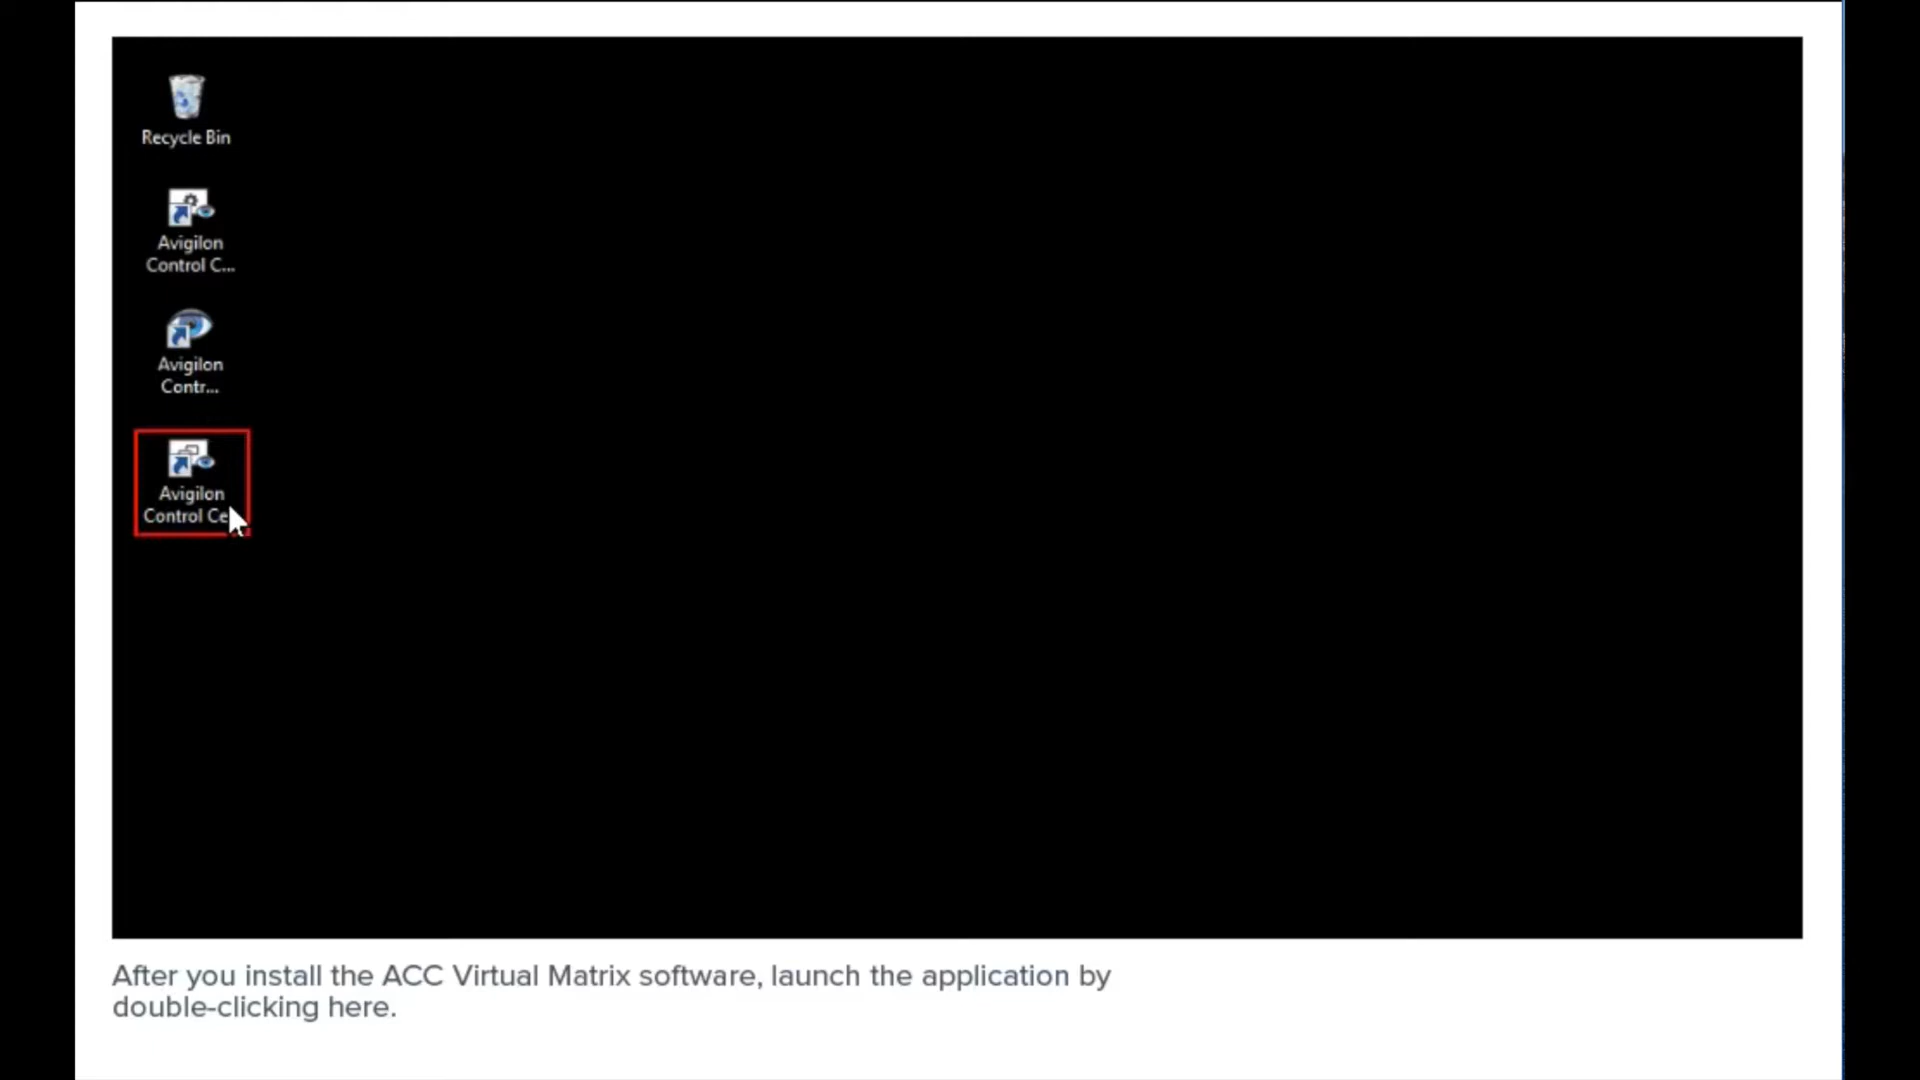 Recycle Bin
Avigilon
Control C...
Avigilon
Contr...
Avigilon
Control Ce
After you install the ACC Virtual Matrix software, launch the application by
double-clicking here.